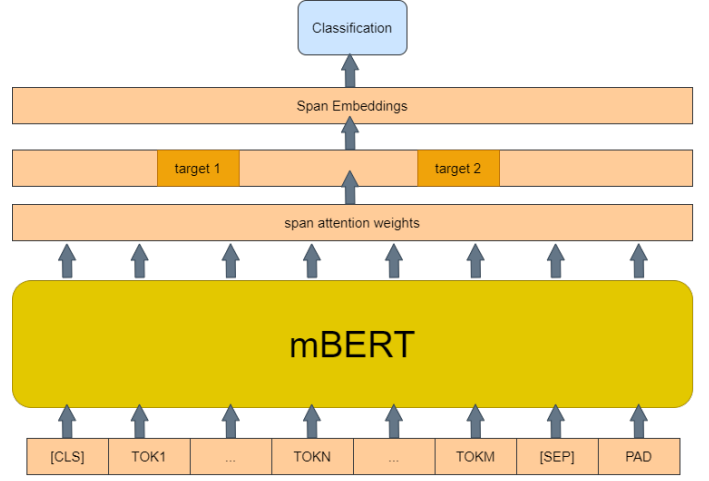 Classification
Span Embeddings
target 1 target 2
span attention weights
mBERT
[CLS] TOK1 ... TOKN ... TOKM [SEP] PAD